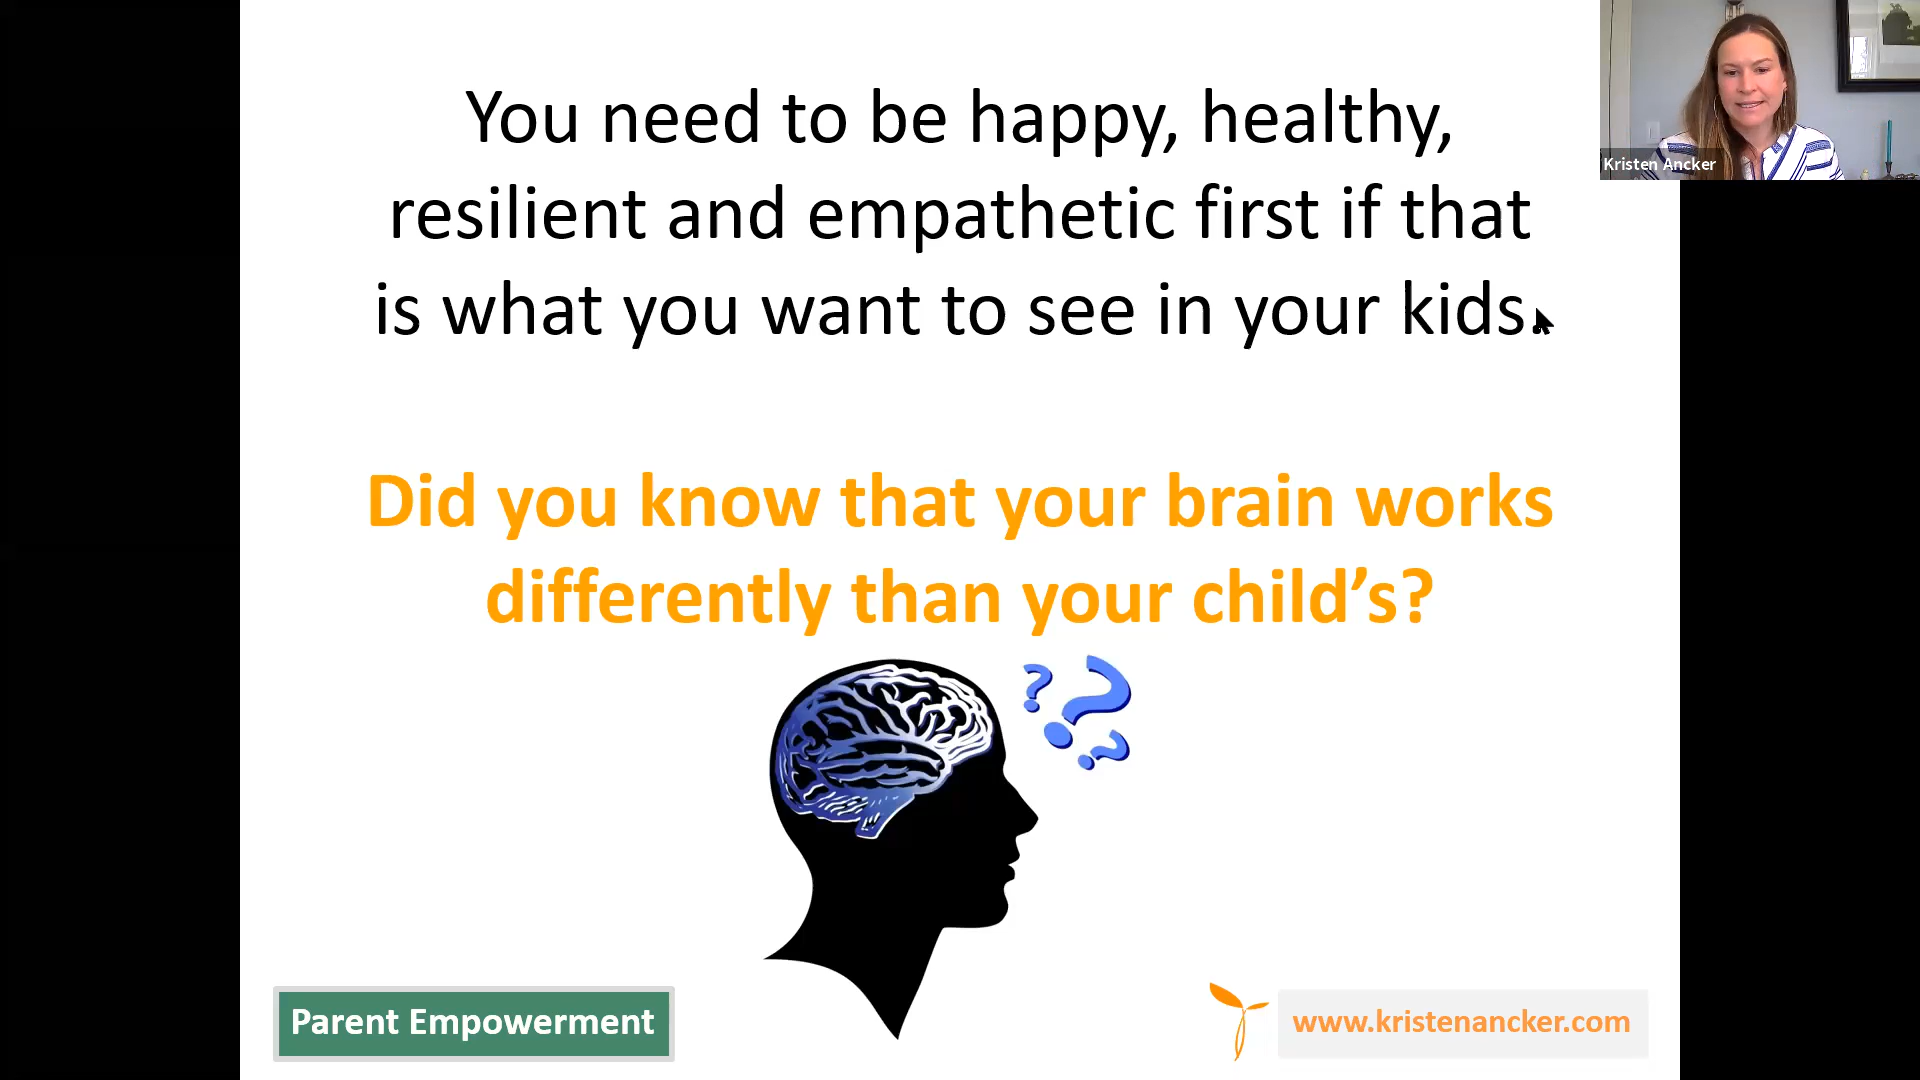 You need to be happy, healthy,
resilient and empathetic first if that
is what you want to see in your kids.
Kristen Ancker
Did you know that your brain works
differently than your child’s?
Parent Empowerment
www.kristenancker.com